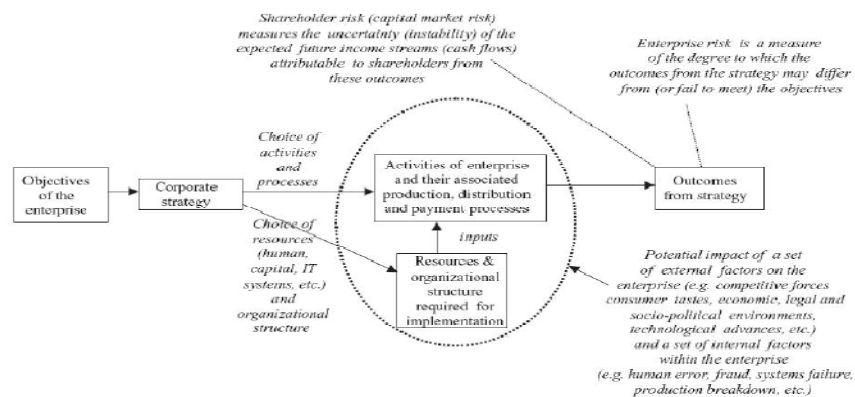 Shareholder risk (capital market risk)
measures the uncertainty (instability) of the
expected future income streams (cash flows)
attributable to shareholders from
these outcomes
Enterprise risk is a measure
of the degree to which the
outcomes from the strategy may differ
from (or fail to meet) the objectives
Choice of
activities
and
processes
Objectives
of the
enterprise
Corporate
strategy
Activities of enterprise
and their associated
production, distribution
and payment processes
Outcomes
from strategy
Choice of
resources
(human,
capital, IT
systems, etc.)
and
organizational
structure
inputs
Resources &
organizational
structure
required for
implementation
Potential impact of a set
of external factors on the
enterprise (e.g. competitive forces
consumer tastes, economic, legal and
socio-political environments,
technological advances, etc.)
and a set of internal factors
within the enterprise
(e.g. human error, fraud, systems failure,
production breakdown, etc.)